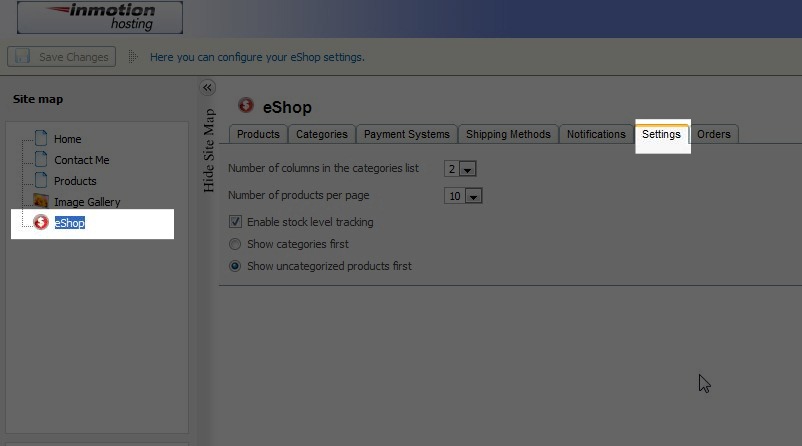 inmotion
hosting
Save Changes
Here you can configure your eShop settings.
Site map
Home
Contact Me
Products
Image Gallery
eShop
Hide Site Map
eShop
Products Categories Payment Systems Shipping Methods Notifications Settings Orders
Number of columns in the categories list 2
Number of products per page 10
Enable stock level tracking
Show categories first
Show uncategorized products first